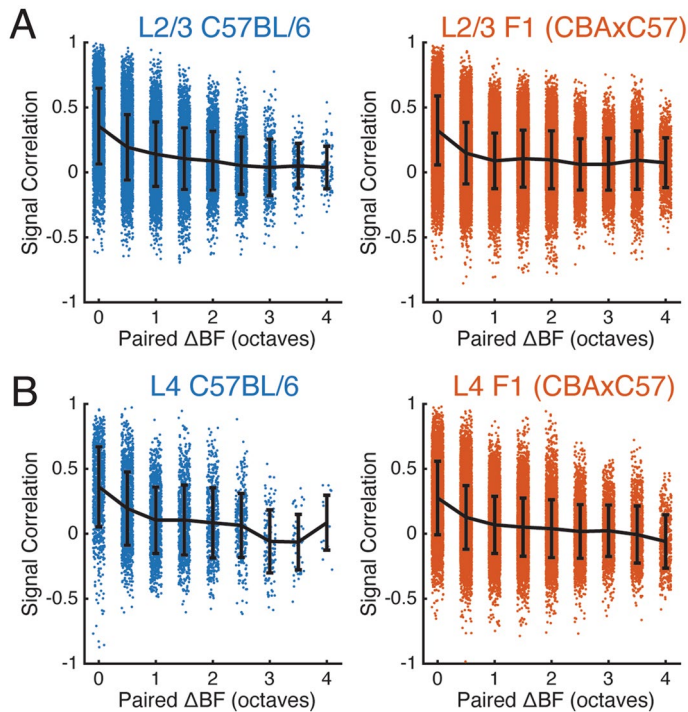 A
L2/3 C57BL/6
L2/3 F1 (CBAxC57)
1
0.5
0
-0.5
-1
Signal Correlation
0 1 2 3 4
Paired ΔBF (octaves)
1
0.5
0
-0.5
-1
Signal Correlation
0 1 2 3 4
Paired ΔBF (octaves)
B
L4 C57BL/6
L4 F1 (CBAxC57)
1
0.5
0
-0.5
-1
Signal Correlation
0 1 2 3 4
Paired ΔBF (octaves)
1
0.5
0
-0.5
-1
Signal Correlation
0 1 2 3 4
Paired ΔBF (octaves)